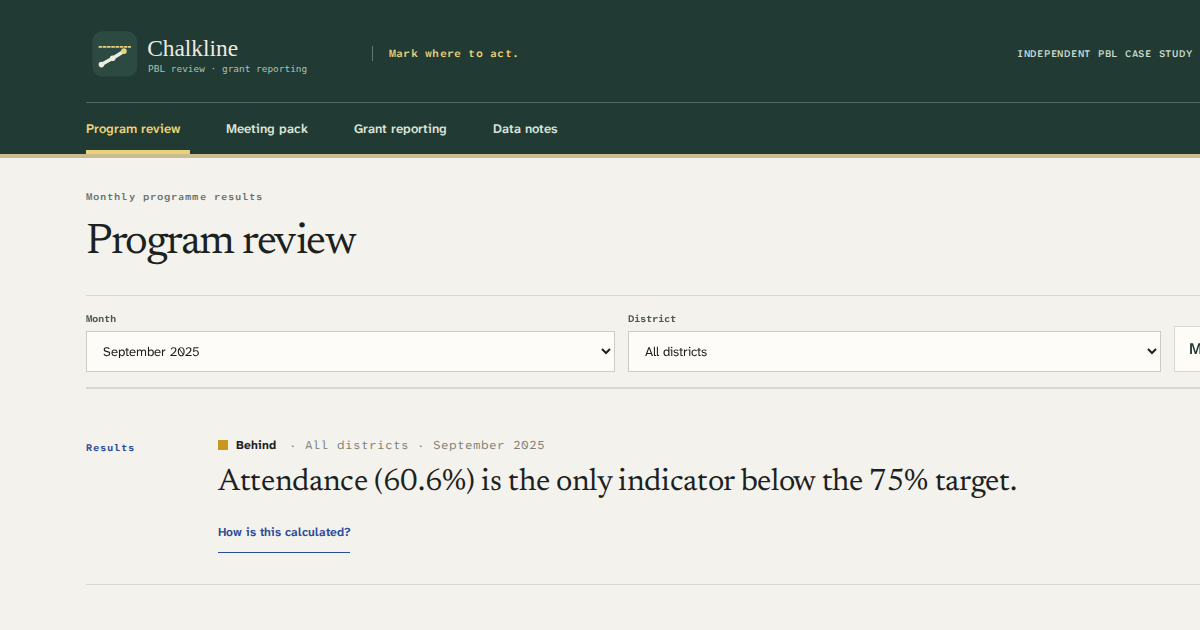 Chalkline
PBL review · grant reporting
Mark where to act.
INDEPENDENT PBL CASE STUDY
Program review
Meeting pack
Grant reporting
Data notes
Monthly programme results
Program review
Month
District
September 2025
All districts
M
Results
Behind · All districts · September 2025
Attendance (60.6%) is the only indicator below the 75% target.
How is this calculated?